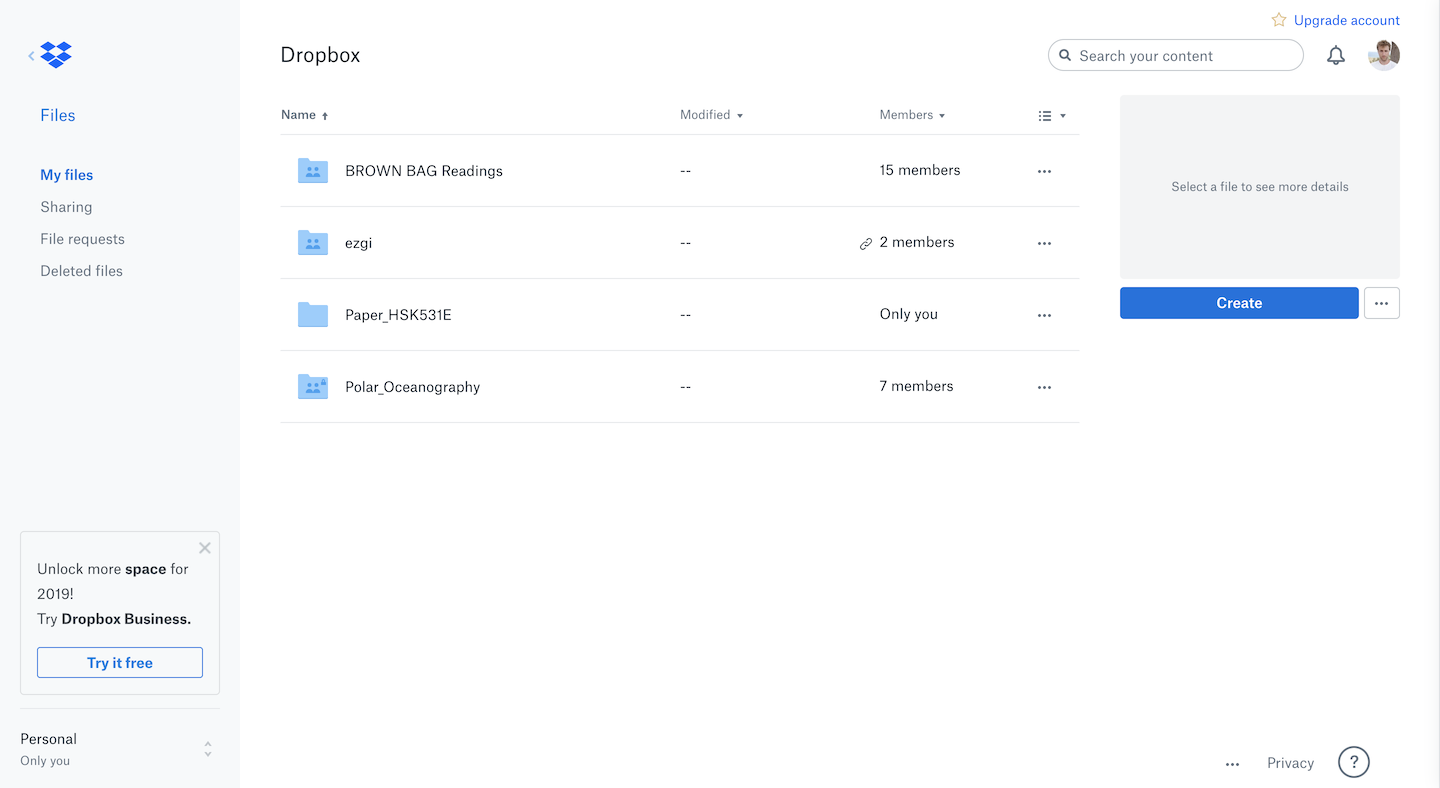 Upgrade account
Dropbox
Search your content
Files
My files
Sharing
File requests
Deleted files
Name Modified Members
BROWN BAG Readings -- 15 members
ezgi -- 2 members
Paper_HSK531E -- Only you
Polar_Oceanography -- 7 members
Select a file to see more details
Create
Unlock more space for
2019!
Try Dropbox Business.
Try it free
Personal
Only you
Privacy
?